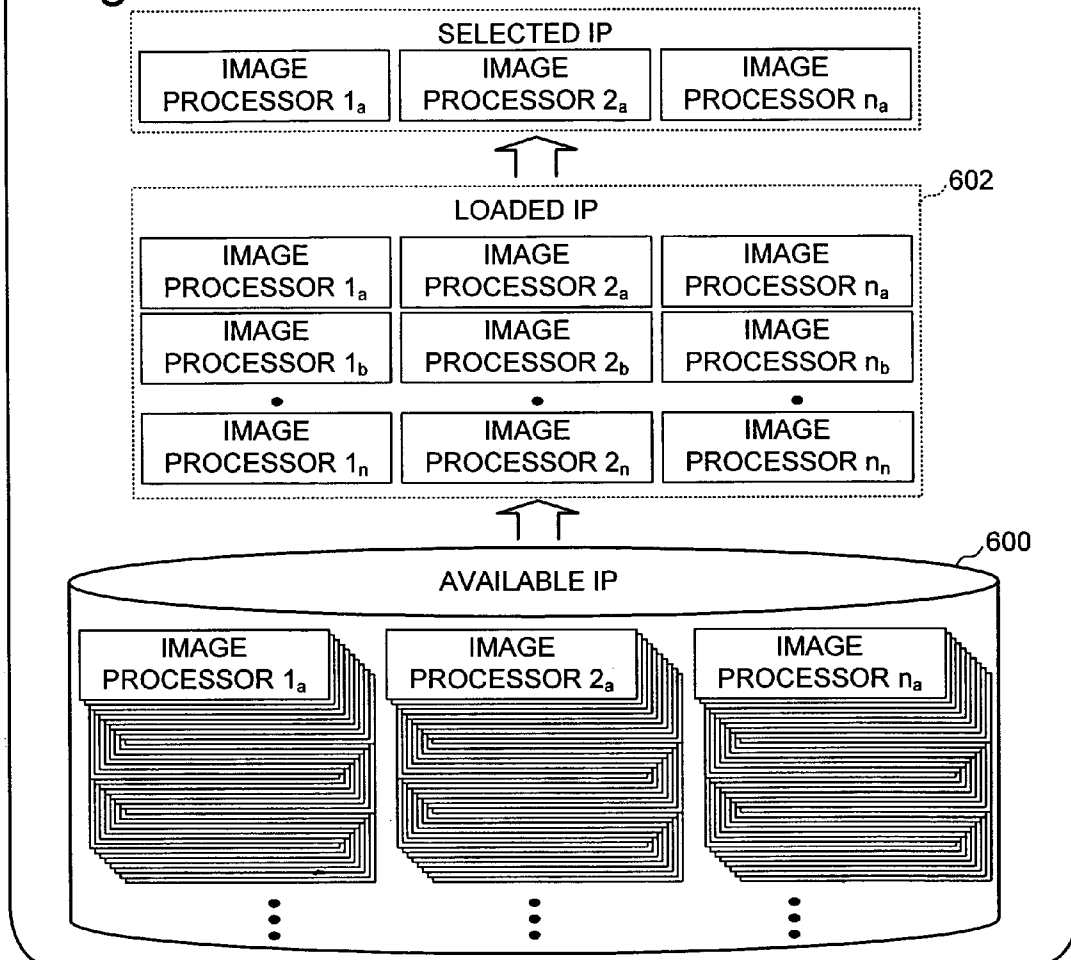 SELECTED IP
IMAGE PROCESSOR 1ₐ
IMAGE PROCESSOR 2ₐ
IMAGE PROCESSOR nₐ
602
LOADED IP
IMAGE PROCESSOR 1ₐ
IMAGE PROCESSOR 2ₐ
IMAGE PROCESSOR nₐ
IMAGE PROCESSOR 1b
IMAGE PROCESSOR 2b
IMAGE PROCESSOR nb
IMAGE PROCESSOR 1ₙ
IMAGE PROCESSOR 2ₙ
IMAGE PROCESSOR nₙ
600
AVAILABLE IP
IMAGE PROCESSOR 1ₐ
IMAGE PROCESSOR 2ₐ
IMAGE PROCESSOR nₐ